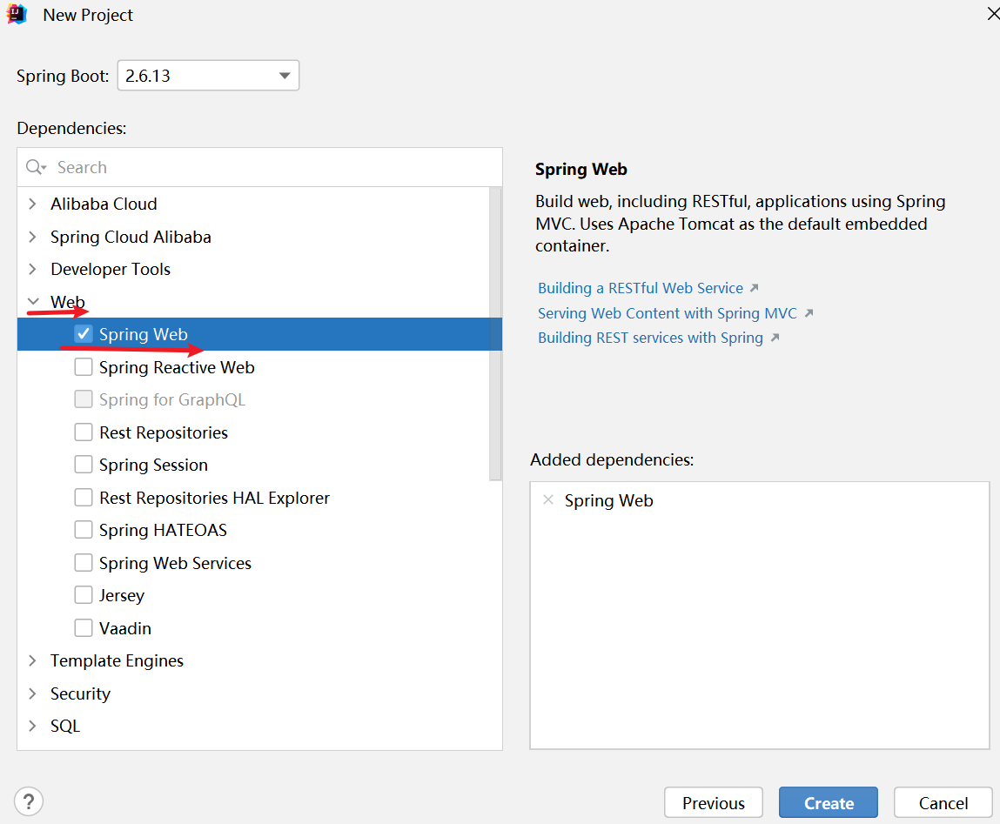 New Project
Spring Boot: 2.6.13
Dependencies:
Search
Alibaba Cloud
Spring Cloud Alibaba
Developer Tools
Web
Spring Web
Spring Reactive Web
Spring for GraphQL
Rest Repositories
Spring Session
Rest Repositories HAL Explorer
Spring HATEOAS
Spring Web Services
Jersey
Vaadin
Template Engines
Security
SQL
Spring Web
Build web, including RESTful, applications using Spring
MVC. Uses Apache Tomcat as the default embedded
container.
Building a RESTful Web Service
Serving Web Content with Spring MVC
Building REST services with Spring
Added dependencies:
Spring Web
?
Previous
Create
Cancel